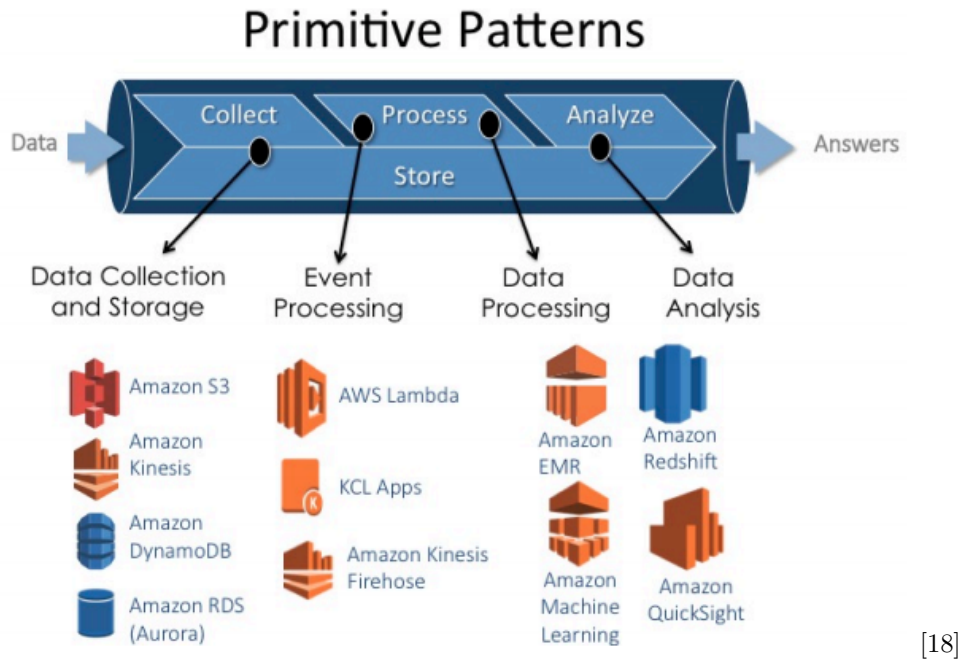 Primitive Patterns
Data
Collect
Process
Analyze
Store
Answers
Data Collection
and Storage
Event
Processing
Data
Processing
Data
Analysis
Amazon S3
Amazon
Kinesis
Amazon
DynamoDB
Amazon RDS
(Aurora)
AWS Lambda
KCL Apps
K
Amazon Kinesis
Firehose
Amazon
EMR
Amazon
Machine
Learning
Amazon
Redshift
Amazon
QuickSight
[18]